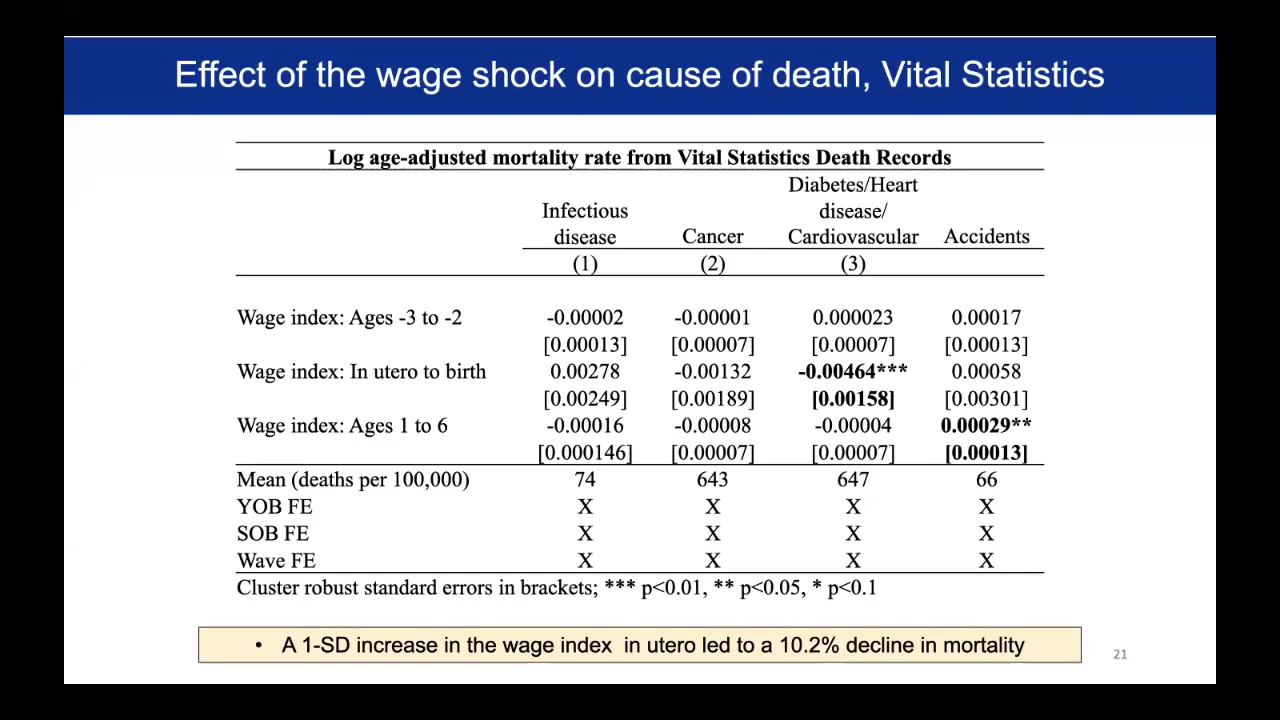 Effect of the wage shock on cause of death, Vital Statistics
Log age-adjusted mortality rate from Vital Statistics Death Records
Infectious disease Cancer Diabetes/Heart disease/ Cardiovascular Accidents
(1) (2) (3)
Wage index: Ages -3 to -2 -0.00002 -0.00001 0.000023 0.00017
[0.00013] [0.00007] [0.00007] [0.00013]
Wage index: In utero to birth 0.00278 -0.00132 -0.00464*** 0.00058
[0.00249] [0.00189] [0.00158] [0.00301]
Wage index: Ages 1 to 6 -0.00016 -0.00008 -0.00004 0.00029**
[0.000146] [0.00007] [0.00007] [0.00013]
Mean (deaths per 100,000) 74 643 647 66
YOB FE X X X X
SOB FE X X X X
Wave FE X X X X
Cluster robust standard errors in brackets; *** p<0.01, ** p<0.05, * p<0.1
• A 1-SD increase in the wage index in utero led to a 10.2% decline in mortality
21